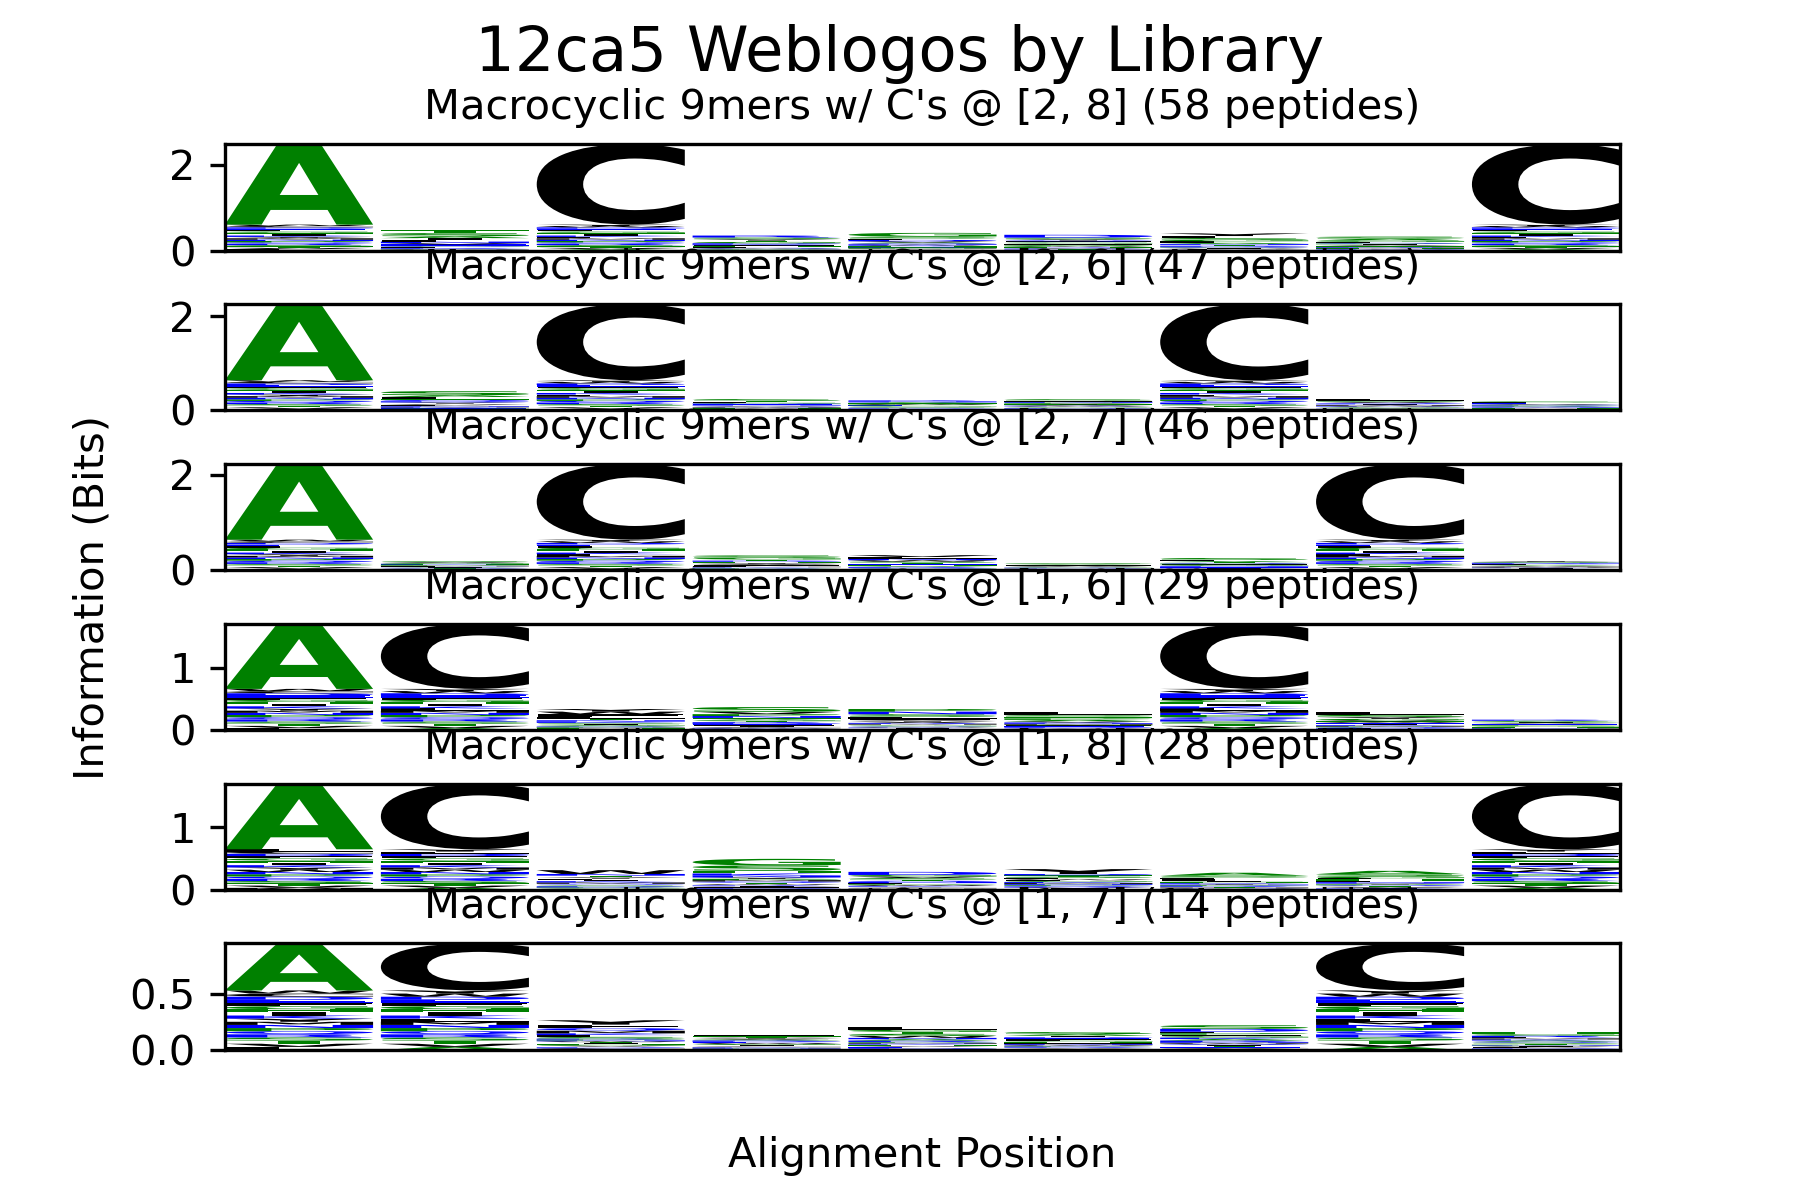 12ca5 Weblogos by Library
Macrocyclic 9mers w/ C's @ [2, 8] (58 peptides)
2
0
A C C
Macrocyclic 9mers w/ C's @ [2, 6] (47 peptides)
2
0
A C C
Macrocyclic 9mers w/ C's @ [2, 7] (46 peptides)
2
0
A C C
Macrocyclic 9mers w/ C's @ [1, 6] (29 peptides)
1
0
A C C
Macrocyclic 9mers w/ C's @ [1, 8] (28 peptides)
1
0
A C C
Macrocyclic 9mers w/ C's @ [1, 7] (14 peptides)
0.5
0.0
A C C
Information (Bits)
Alignment Position